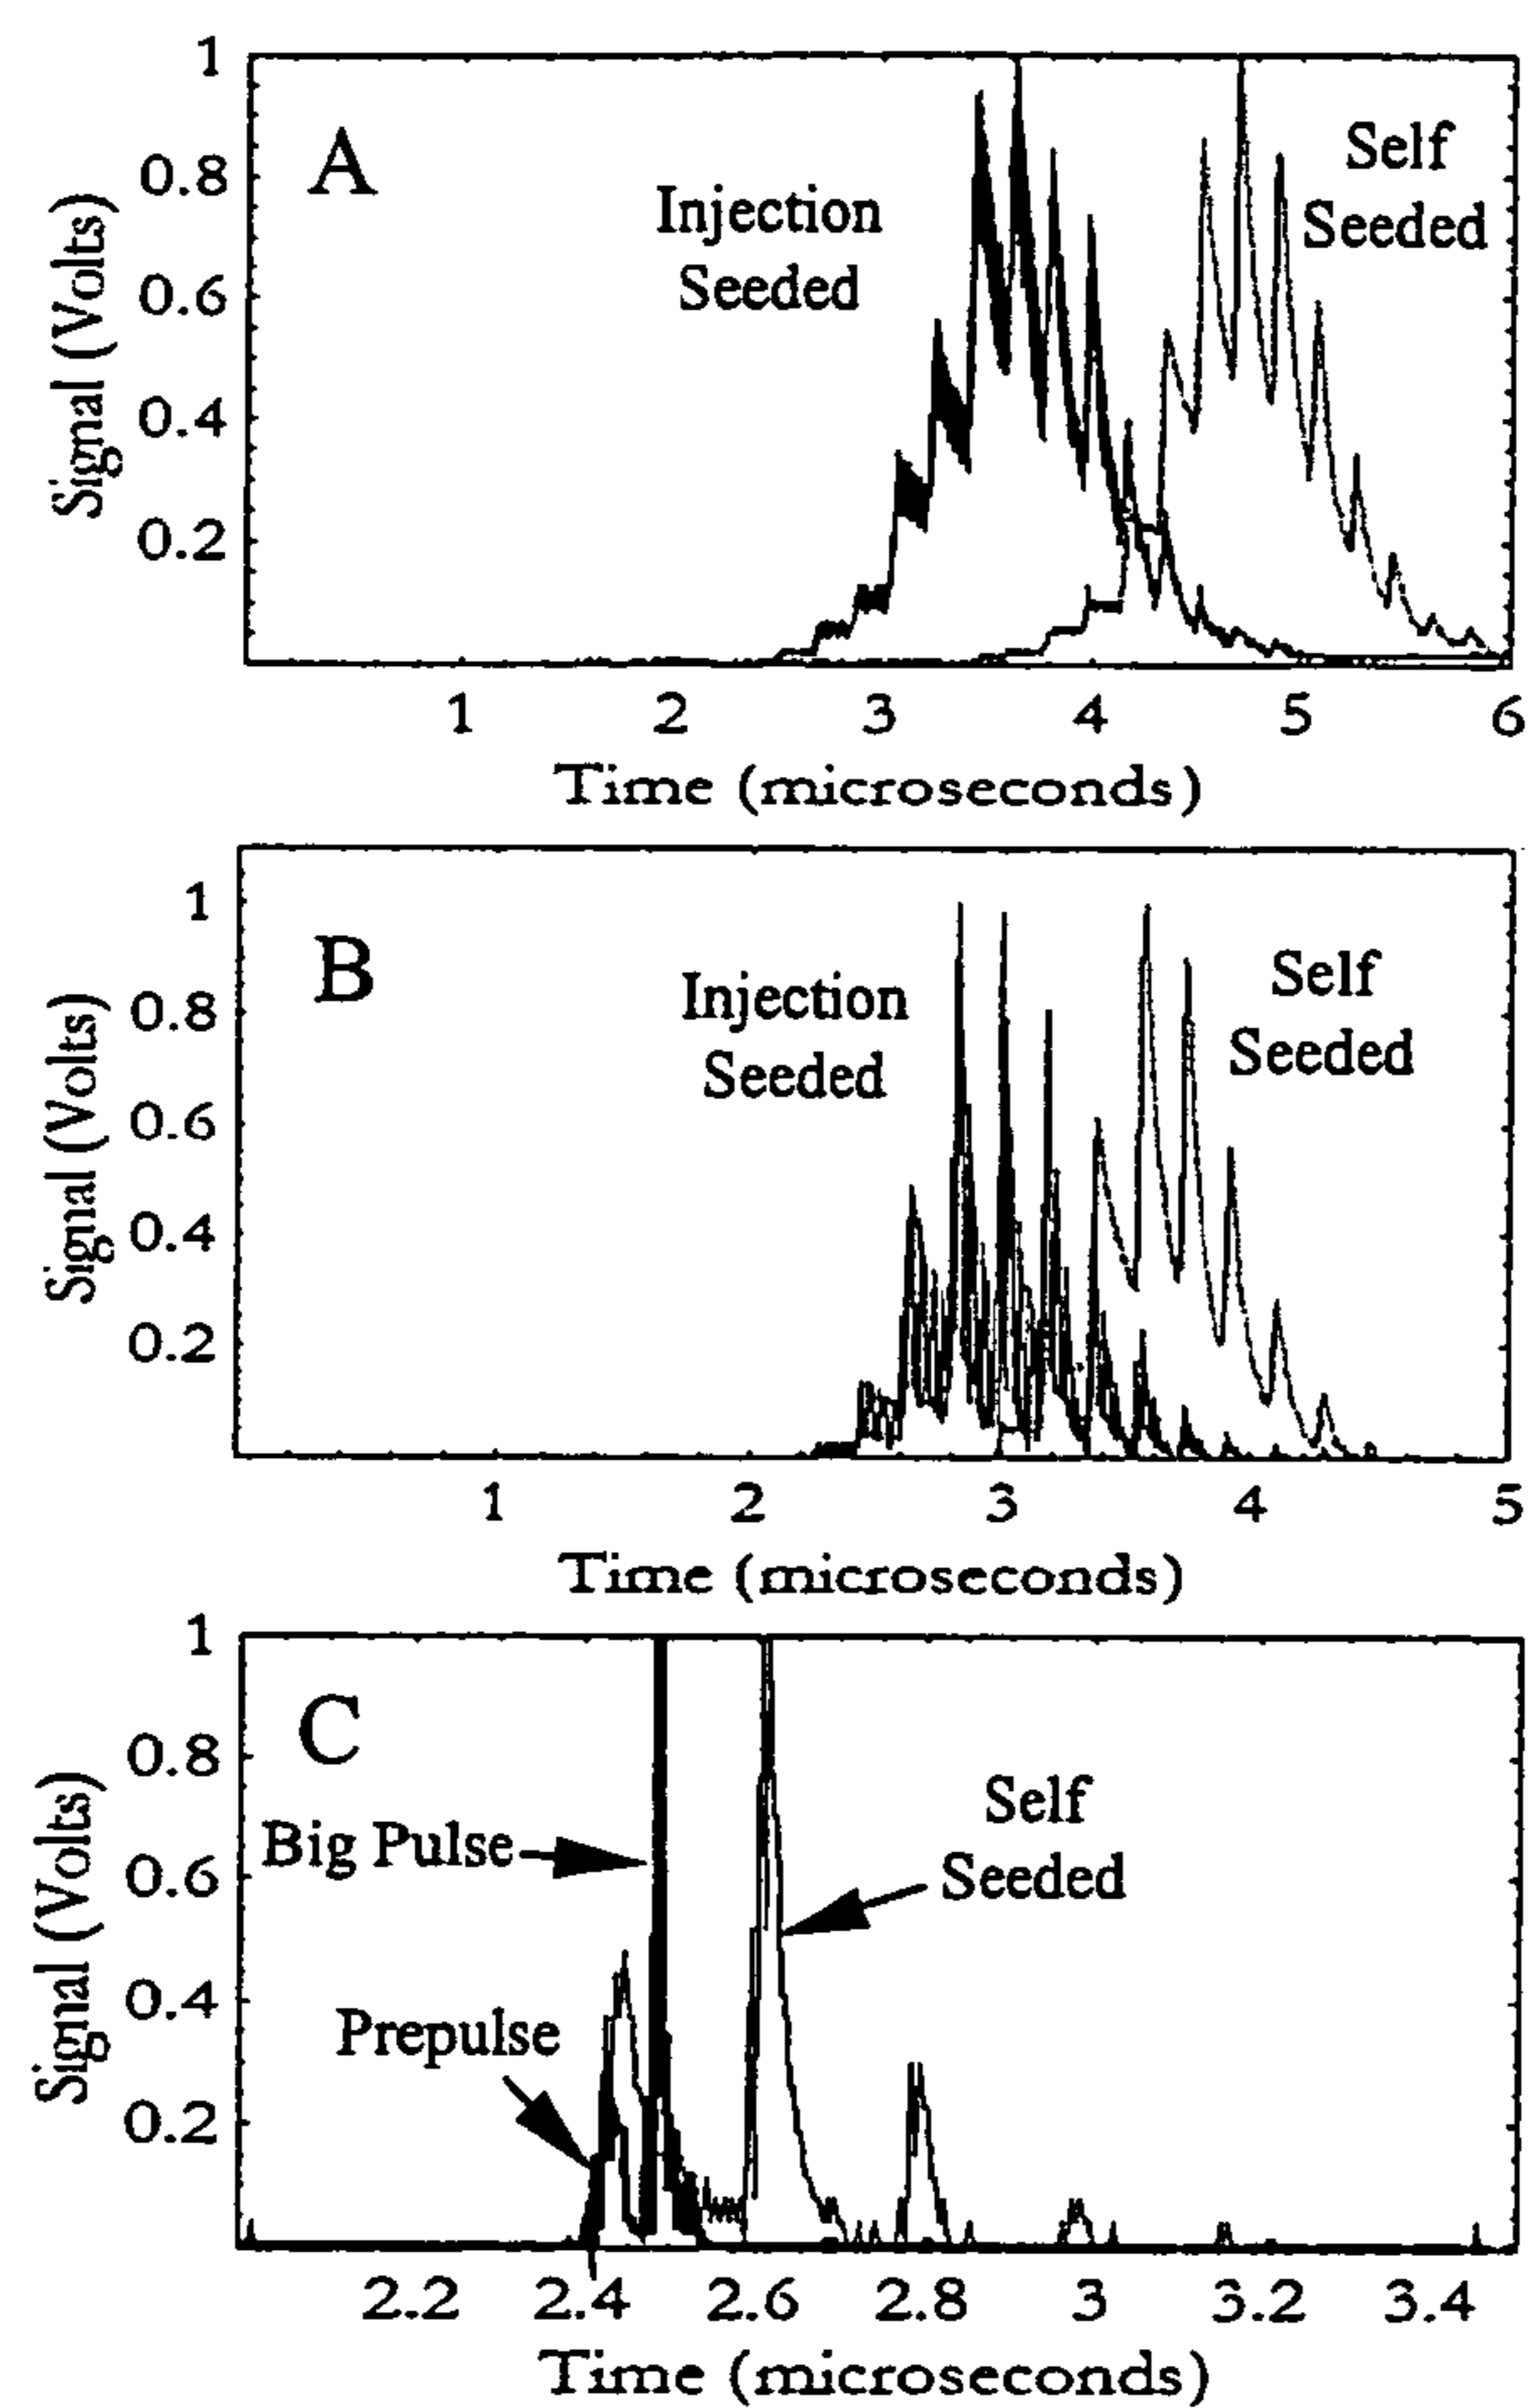 1
0.8
0.6
0.4
0.2
Signal (Volts)
A
Injection
Seeded
Self
Seeded
1 2 3 4 5 6
Time (microseconds)
1
0.8
0.6
0.4
0.2
Signal (Volts)
B
Injection
Seeded
Self
Seeded
1 2 3 4 5
Time (microseconds)
1
0.8
0.6
0.4
0.2
Signal (Volts)
C
Big Pulse
Self
Seeded
Prepulse
2.2 2.4 2.6 2.8 3 3.2 3.4
Time (microseconds)